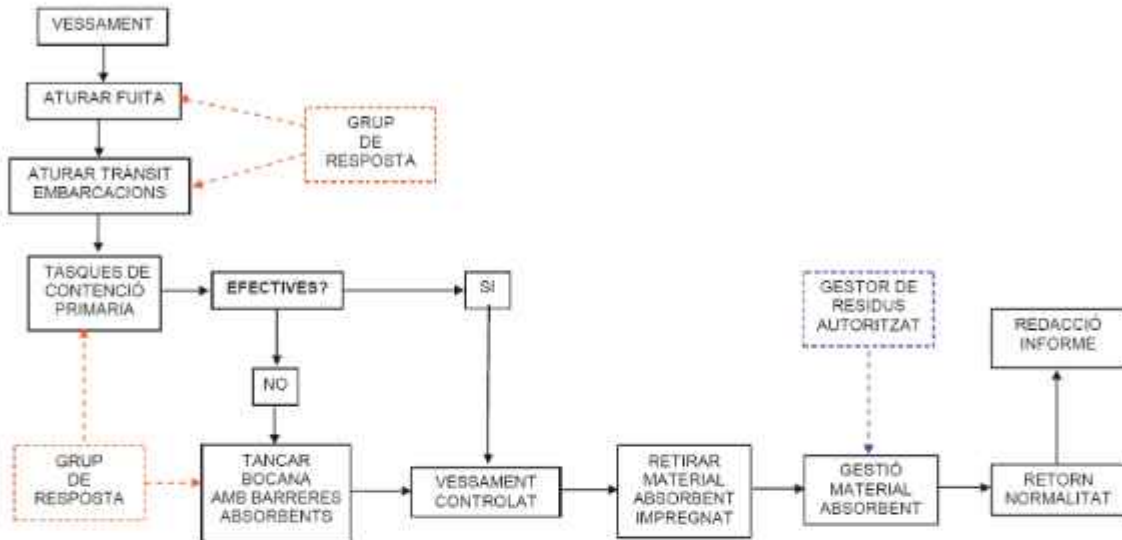 VESSAMENT
ATURAR FUITA
GRUP
DE
RESPOSTA
ATURAR TRÀNSIT
EMBARCACIONS
TASQUES DE
CONTENCIÓ
PRIMARIA
EFECTIVES?
SI
GESTOR DE
RESIDUS
AUTORITZAT
REDACCIÓ
INFORME
NO
GRUP
DE
RESPOSTA
TANCAR
BOCANA
AMB BARRERES
ABSORBENTS
VESSAMENT
CONTROLAT
RETIRAR
MATERIAL
ABSORBENT
IMPREGNAT
GESTIÓ
MATERIAL
ABSORBENT
RETORN
NORMALITAT